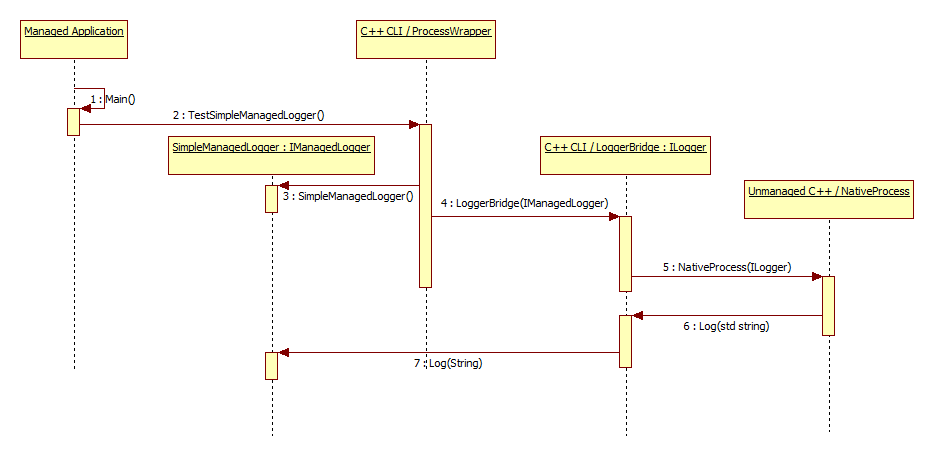 Managed Application
C++ CLI / ProcessWrapper
1 : Main()
2 : TestSimpleManagedLogger()
SimpleManagedLogger : IManagedLogger
C++ CLI / LoggerBridge : ILogger
Unmanaged C++ / NativeProcess
3 : SimpleManagedLogger()
4 : LoggerBridge(IManagedLogger)
5 : NativeProcess(ILogger)
6 : Log(std string)
7 : Log(String)